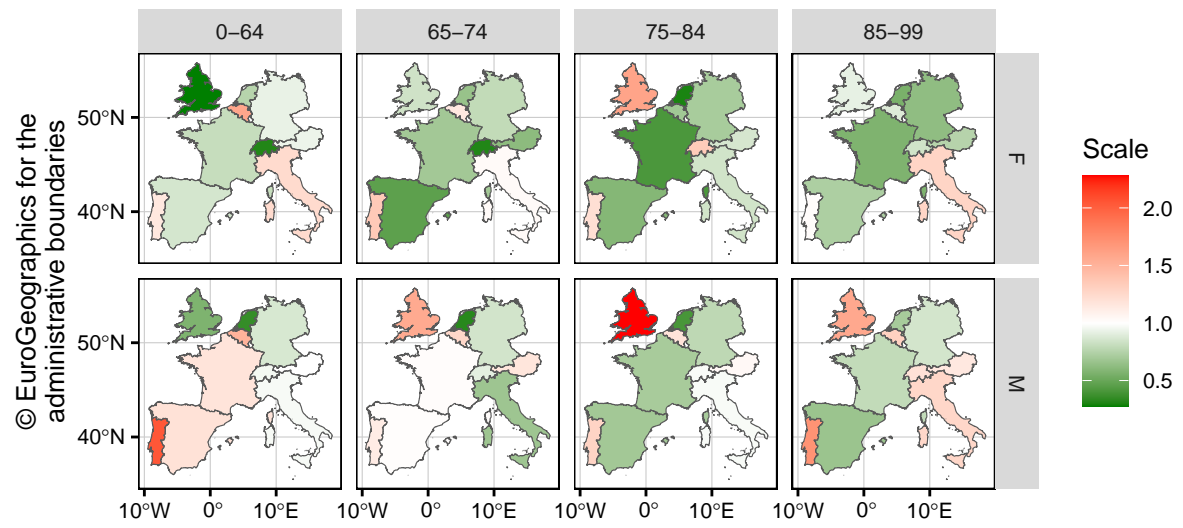 0−64 65−74 75−84 85−99
© EuroGeographics for the
administrative boundaries
50°N
40°N
F
50°N
40°N
M
10°W 0° 10°E 10°W 0° 10°E 10°W 0° 10°E 10°W 0° 10°E
Scale
2.0
1.5
1.0
0.5